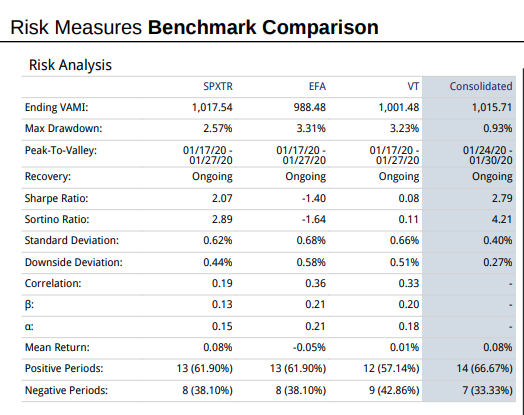 Risk Measures Benchmark Comparison
Risk Analysis
SPXTR EFA VT Consolidated
Ending VAMI: 1,017.54 988.48 1,001.48 1,015.71
Max Drawdown: 2.57% 3.31% 3.23% 0.93%
Peak-To-Valley: 01/17/20 - 01/17/20 - 01/17/20 - 01/24/20 -
01/27/20 01/27/20 01/27/20 01/30/20
Recovery: Ongoing Ongoing Ongoing Ongoing
Sharpe Ratio: 2.07 -1.40 0.08 2.79
Sortino Ratio: 2.89 -1.64 0.11 4.21
Standard Deviation: 0.62% 0.68% 0.66% 0.40%
Downside Deviation: 0.44% 0.58% 0.51% 0.27%
Correlation: 0.19 0.36 0.33 -
β: 0.13 0.21 0.20 -
α: 0.15 0.21 0.18 -
Mean Return: 0.08% -0.05% 0.01% 0.08%
Positive Periods: 13 (61.90%) 13 (61.90%) 12 (57.14%) 14 (66.67%)
Negative Periods: 8 (38.10%) 8 (38.10%) 9 (42.86%) 7 (33.33%)